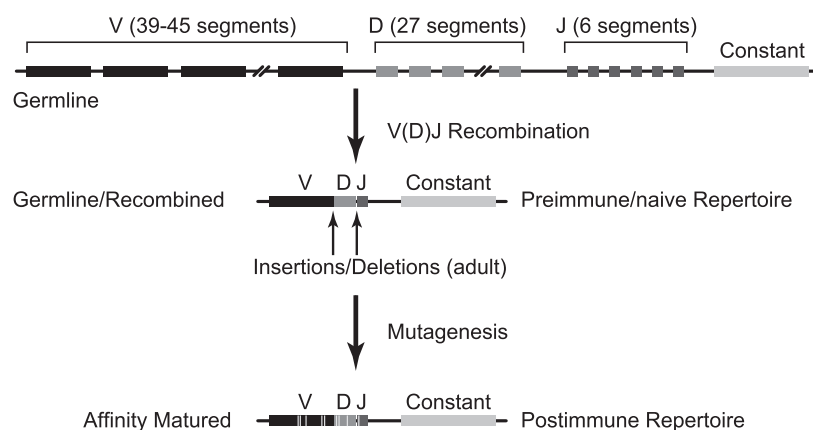 V (39-45 segments) D (27 segments) J (6 segments)
Constant
Germline
V(D)J Recombination
V D J Constant
Germline/Recombined Preimmune/naive Repertoire
Insertions/Deletions (adult)
Mutagenesis
V D J Constant
Affinity Matured Postimmune Repertoire